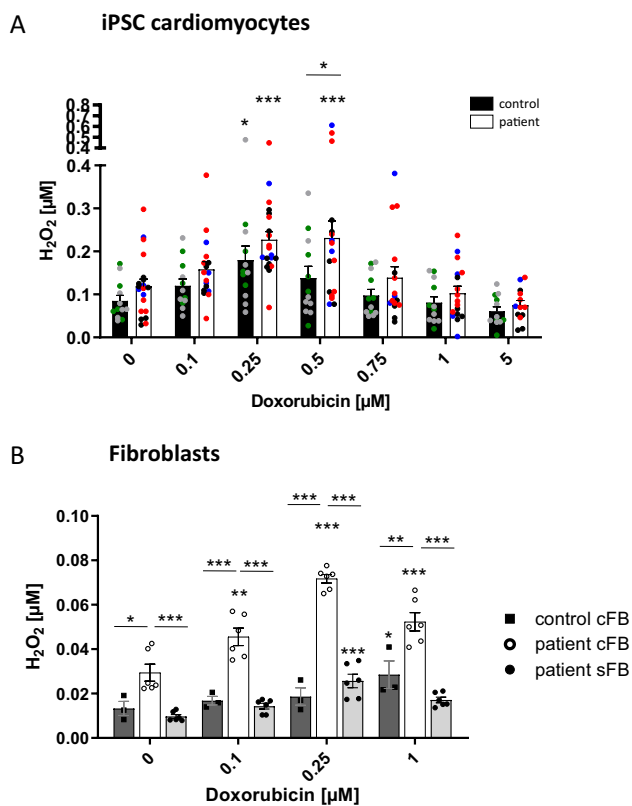 A iPSC cardiomyocytes
*
*** ***
*
control
patient
0.8
0.7
0.6
0.5
0.4
0.4
0.3
0.2
0.1
0.0
H₂O₂ [µM]
0 0.1 0.25 0.5 0.75 1 5
Doxorubicin [µM]
B Fibroblasts
*** ***
*** ** ***
*** *** ***
* *** ** *** *
control cFB
patient cFB
patient sFB
0.10
0.08
0.06
0.04
0.02
0.00
H₂O₂ [µM]
0 0.1 0.25 1
Doxorubicin [µM]